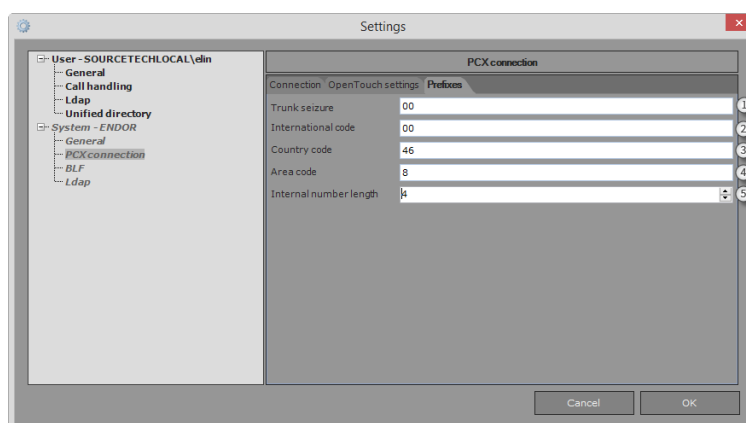 Settings
User - SOURCETECHLOCAL\elin
General
Call handling
Ldap
Unified directory
System - ENDOR
General
PCX connection
BLF
Ldap
PCX connection
Connection OpenTouch settings Prefixes
Trunk seizure 00 1
International code 00 2
Country code 46 3
Area code 8 4
Internal number length 4 5
Cancel OK